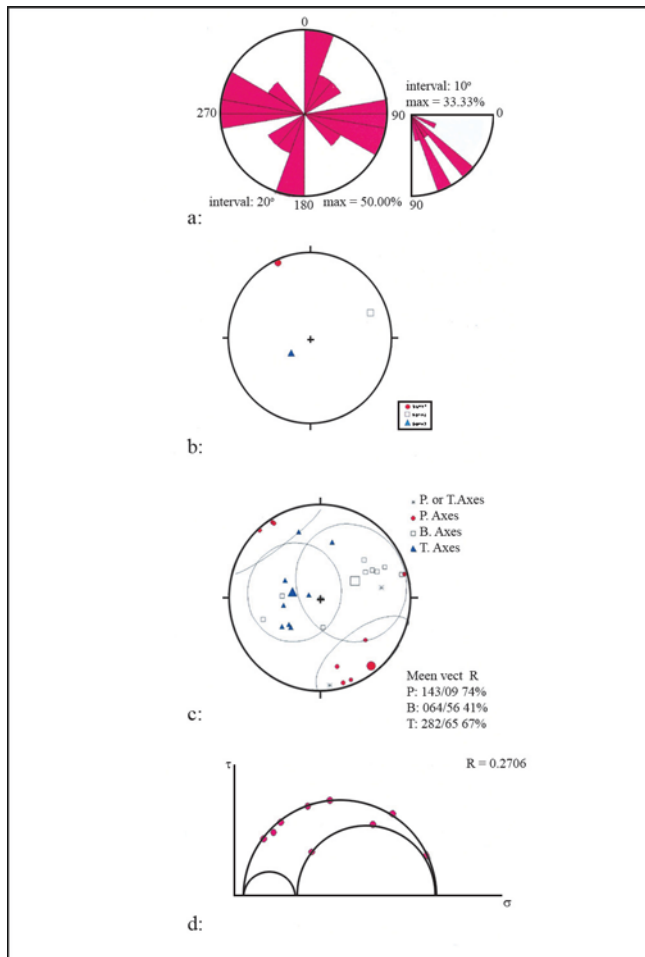 0
interval: 10°
max = 33.33%
270
90
0
interval: 20°
180
max = 50.00%
90
a:
b:
P. or T.Axes
P. Axes
B. Axes
T. Axes
Meen vect R
P: 143/09 74%
B: 064/56 41%
T: 282/65 67%
c:
τ
R = 0.2706
σ
d: